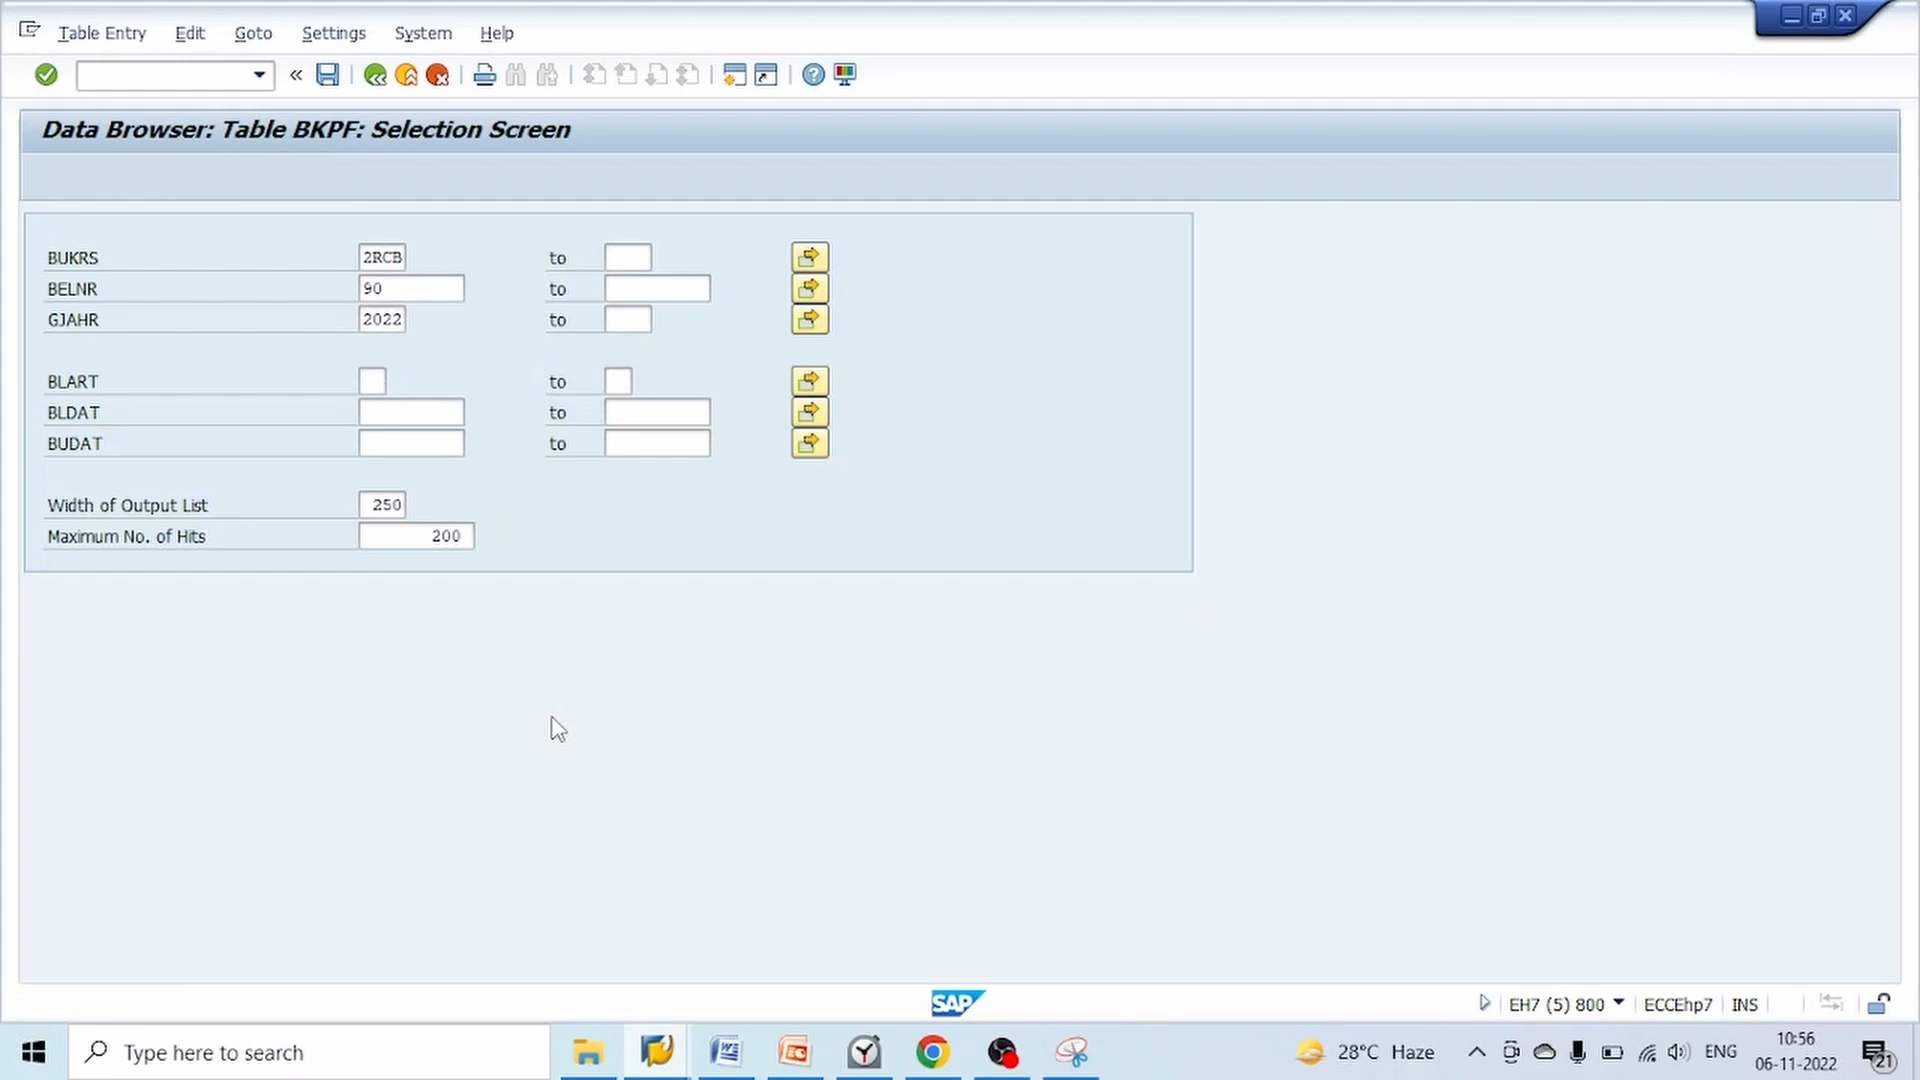 Table Entry Edit Goto Settings System Help
Data Browser: Table BKPF: Selection Screen
BUKRS 2RCB to
BELNR 90 to
GJAHR 2022 to
BLART to
BLDAT to
BUDAT to
Width of Output List 250
Maximum No. of Hits 200
SAP EH7 (5) 800 ECCEhp7 INS
Type here to search 28°C Haze ENG 10:56
06-11-2022 21